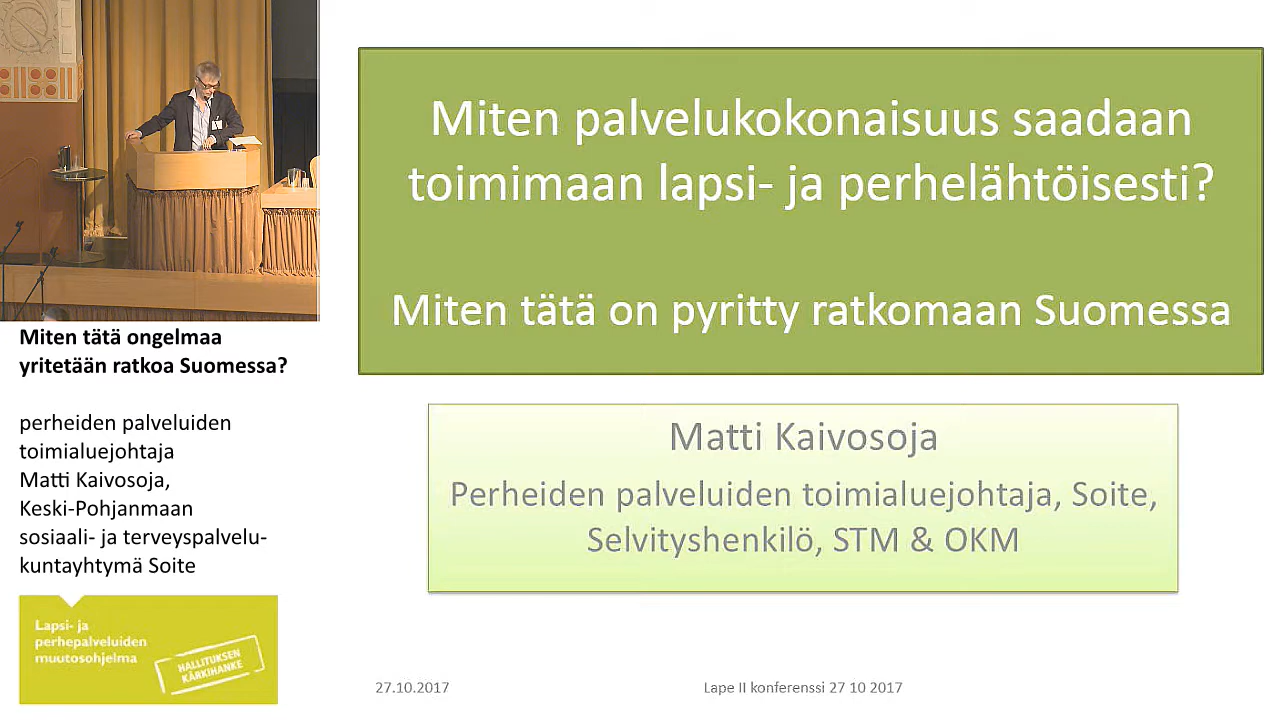 Miten palvelukokonaisuus saadaan
toimimaan lapsi- ja perhelähtöisesti?
Miten tätä on pyritty ratkomaan Suomessa
Matti Kaivosoja
Perheiden palveluiden toimialuejohtaja, Soite,
Selvityshenkilö, STM & OKM
Miten tätä ongelmaa
yritetään ratkoa Suomessa?
perheiden palveluiden
toimialuejohtaja
Matti Kaivosoja,
Keski-Pohjanmaan
sosiaali- ja terveyspalvelu-
kuntayhtymä Soite
Lapsi- ja
perhepalveluiden
muutosohjelma
HALLITUKSEN
KÄRKIHANKE
27.10.2017
Lape II konferenssi 27 10 2017